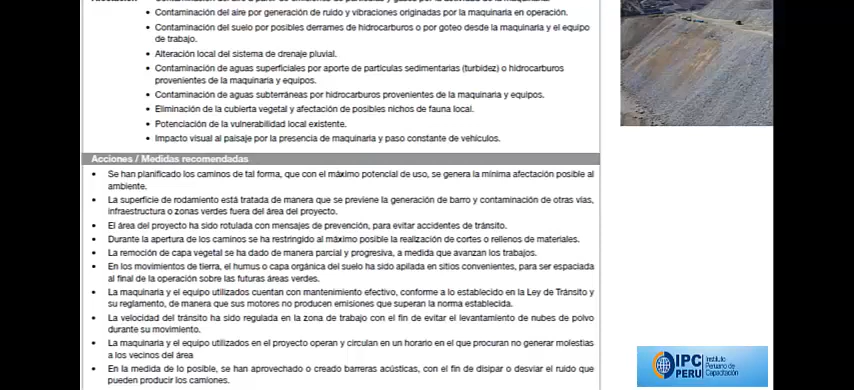 • Contaminación del aire por generación de ruido y vibraciones originadas por la maquinaria en operación.
• Contaminación del suelo por posibles derrames de hidrocarburos o por goteo desde la maquinaria y el equipo
de trabajo.
• Alteración local del sistema de drenaje pluvial.
• Contaminación de aguas superficiales por aporte de partículas sedimentarias (turbidez) o hidrocarburos
provenientes de la maquinaria y equipos.
• Contaminación de aguas subterráneas por hidrocarburos provenientes de la maquinaria y equipos.
• Eliminación de la cubierta vegetal y afectación de posibles nichos de fauna local.
• Potenciación de la vulnerabilidad local existente.
• Impacto visual al paisaje por la presencia de maquinaria y paso constante de vehículos.
Acciones / Medidas recomendadas
• Se han planificado los caminos de tal forma, que con el máximo potencial de uso, se genera la mínima afectación posible al
ambiente.
• La superficie de rodamiento está tratada de manera que se previene la generación de barro y contaminación de otras vías,
infraestructura o zonas verdes fuera del área del proyecto.
• El área del proyecto ha sido rotulada con mensajes de prevención, para evitar accidentes de tránsito.
• Durante la apertura de los caminos se ha restringido al máximo posible la realización de cortes o rellenos de materiales.
• La remoción de capa vegetal se ha dado de manera parcial y progresiva, a medida que avanzan los trabajos.
• En los movimientos de tierra, el humus o capa orgánica del suelo ha sido apilada en sitios convenientes, para ser espaciada
al final de la operación sobre las futuras áreas verdes.
• La maquinaria y el equipo utilizados cuentan con mantenimiento efectivo, conforme a lo establecido en la Ley de Tránsito y
su reglamento, de manera que sus motores no producen emisiones que superan la norma establecida.
• La velocidad del tránsito ha sido regulada en la zona de trabajo con el fin de evitar el levantamiento de nubes de polvo
durante su movimiento.
• La maquinaria y el equipo utilizados en el proyecto operan y circulan en un horario en el que procuran no generar molestias
a los vecinos del área
• En la medida de lo posible, se han aprovechado o creado barreras acústicas, con el fin de disipar o desviar el ruido que
pueden producir los camiones.
IPC PERU
Instituto
Peruano de
Capacitación